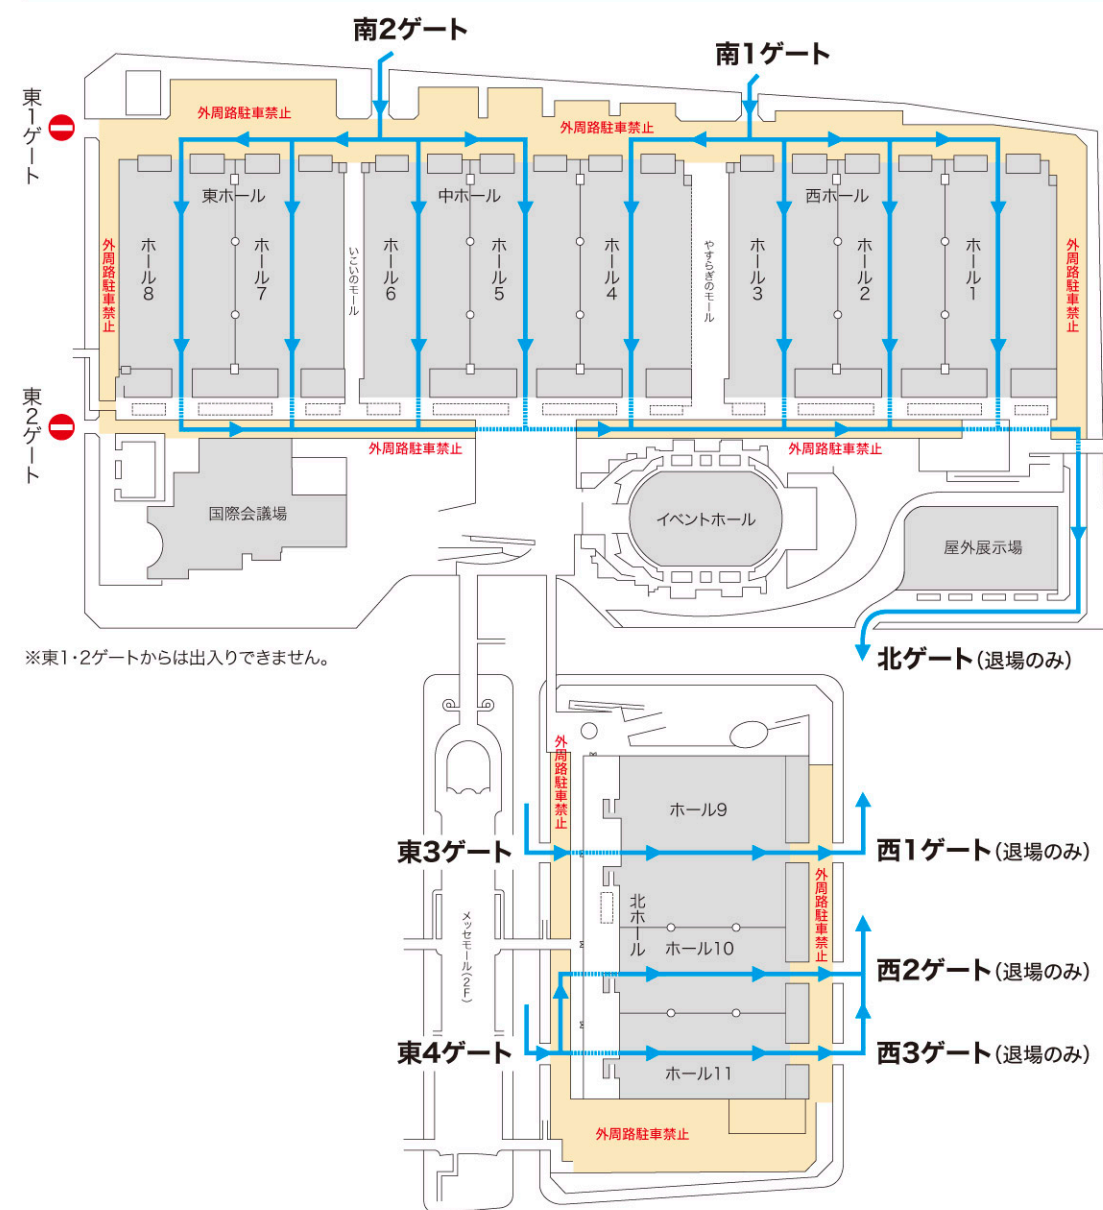 南2ゲート
南1ゲート
東1ゲート
外周路駐車禁止
外周路駐車禁止
東ホール
中ホール
西ホール
外周路駐車禁止
ホール8
ホール7
いこいのモール
ホール6
ホール5
ホール4
やすらぎのモール
ホール3
ホール2
ホール1
外周路駐車禁止
東2ゲート
外周路駐車禁止
外周路駐車禁止
国際会議場
イベントホール
屋外展示場
※東1・2ゲートからは出入りできません。
北ゲート(退場のみ)
外周路駐車禁止
ホール9
東3ゲート
西1ゲート(退場のみ)
外周路駐車禁止
北ホール
メッセモール(2F)
ホール10
西2ゲート(退場のみ)
東4ゲート
西3ゲート(退場のみ)
ホール11
外周路駐車禁止